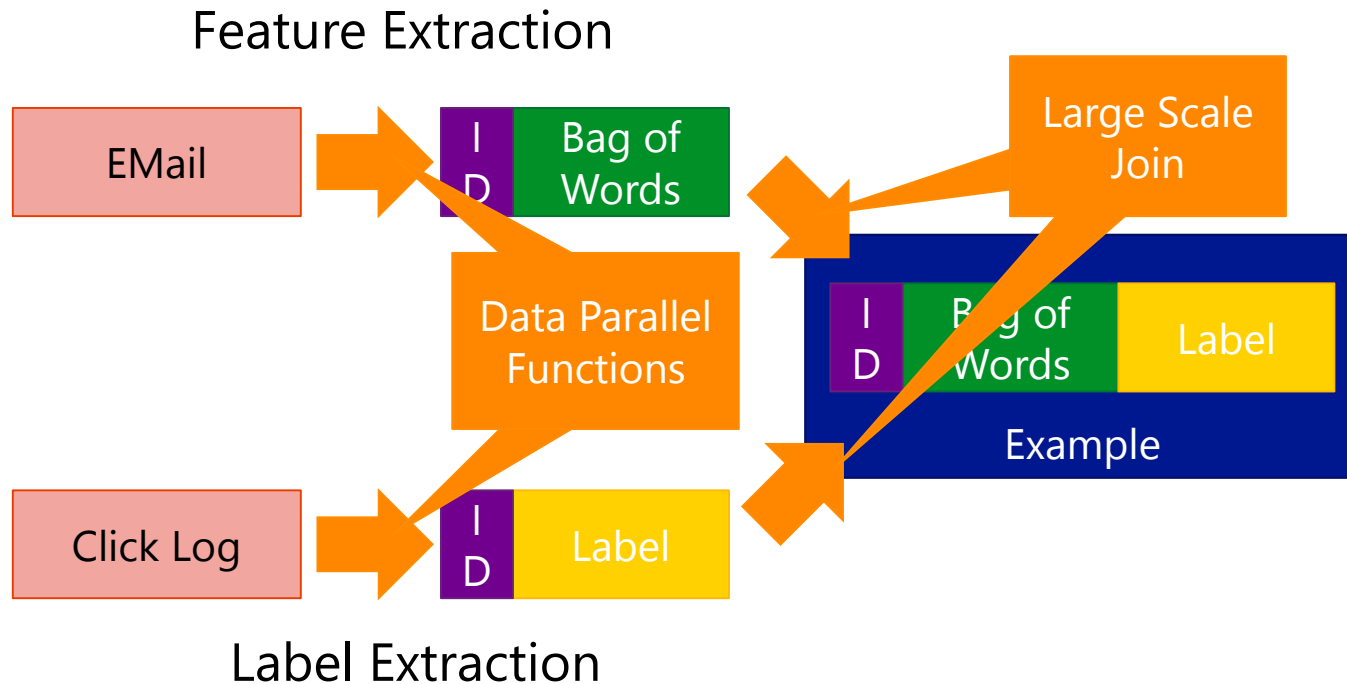 Feature Extraction
EMail
I
D
Bag of
Words
Large Scale
Join
Data Parallel
Functions
I
D
Bag of
Words
Label
Example
Click Log
I
D
Label
Label Extraction